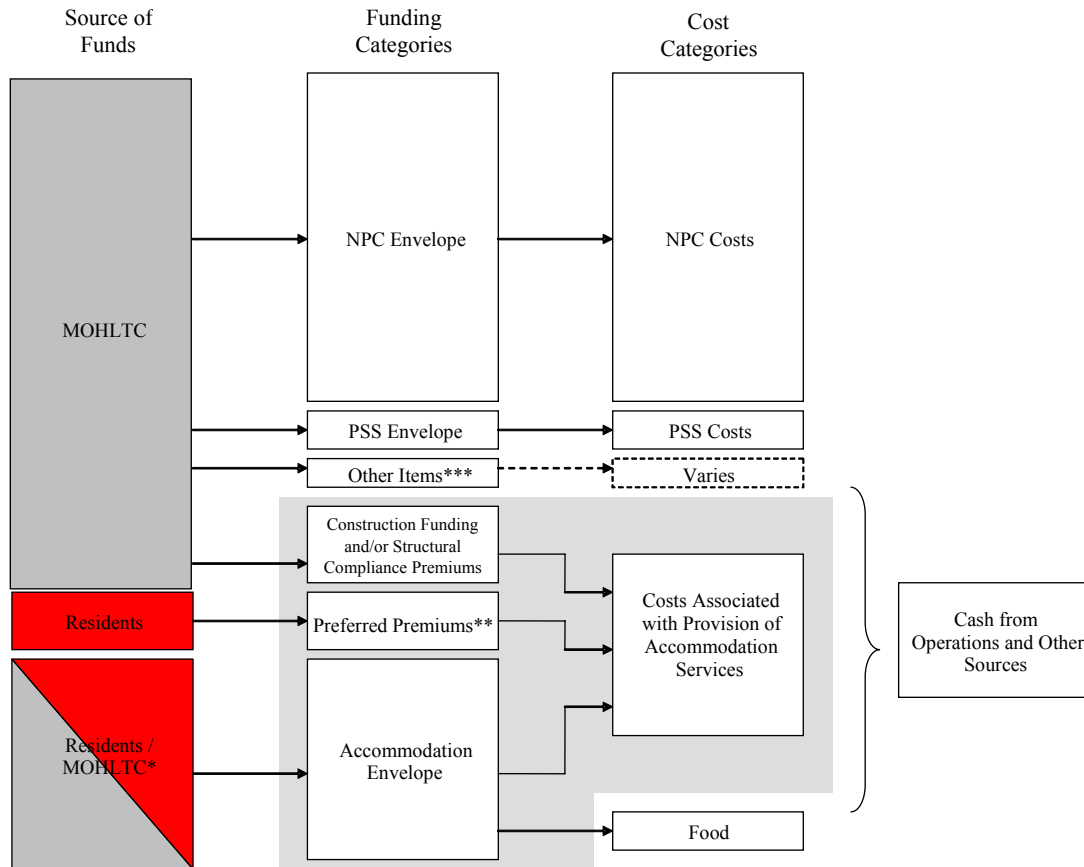 Source of
Funds
Funding
Categories
Cost
Categories
MOHLTC
NPC Envelope
NPC Costs
PSS Envelope
PSS Costs
Other Items***
Varies
Construction Funding
and/or Structural
Compliance Premiums
Costs Associated
with Provision of
Accommodation
Services
Residents
Preferred Premiums**
Cash from
Operations and Other
Sources
Residents /
MOHLTC*
Accommodation
Envelope
Food